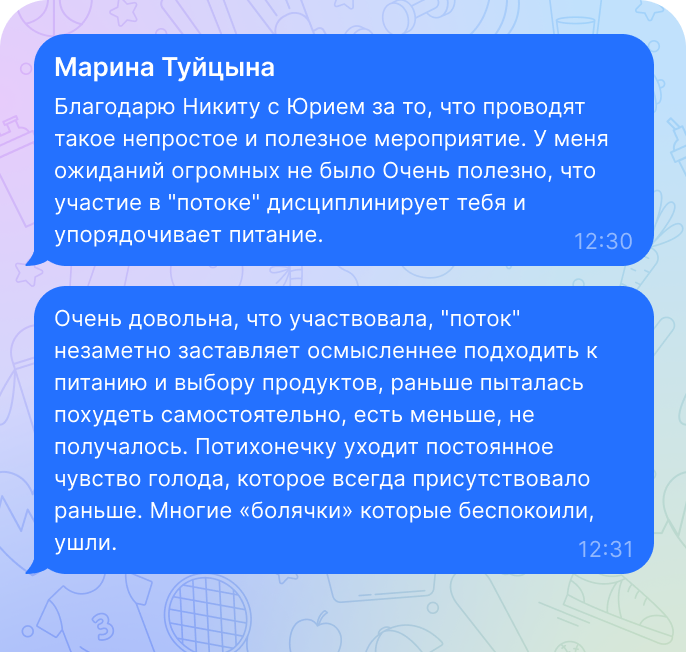 Марина Туйцына
Благодарю Никиту с Юрием за то, что проводят
такое непростое и полезное мероприятие. У меня
ожиданий огромных не было Очень полезно, что
участие в "потоке" дисциплинирует тебя и
упорядочивает питание.
12:30
Очень довольна, что участвовала, "поток"
незаметно заставляет осмысленнее подходить к
питанию и выбору продуктов, раньше пыталась
похудеть самостоятельно, есть меньше, не
получалось. Потихонечку уходит постоянное
чувство голода, которое всегда присутствовало
раньше. Многие «болячки» которые беспокоили,
ушли.
12:31